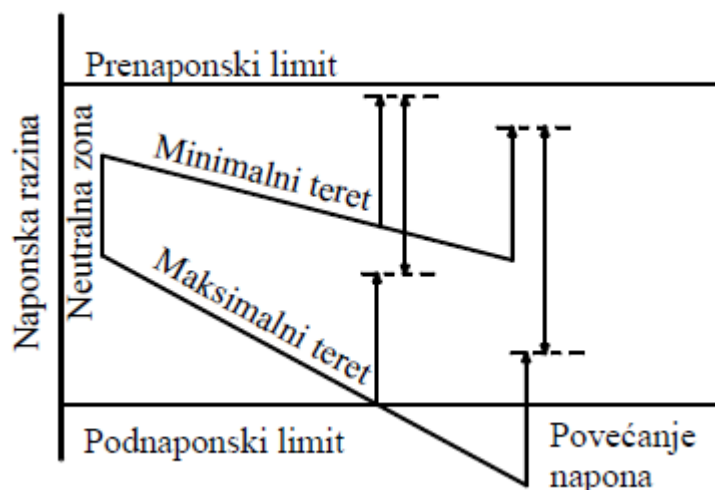 Prenaponski limit
Naponska razina
Neutralna zona
Minimalni teret
Maksimalni teret
Podnaponski limit
Povećanje
napona